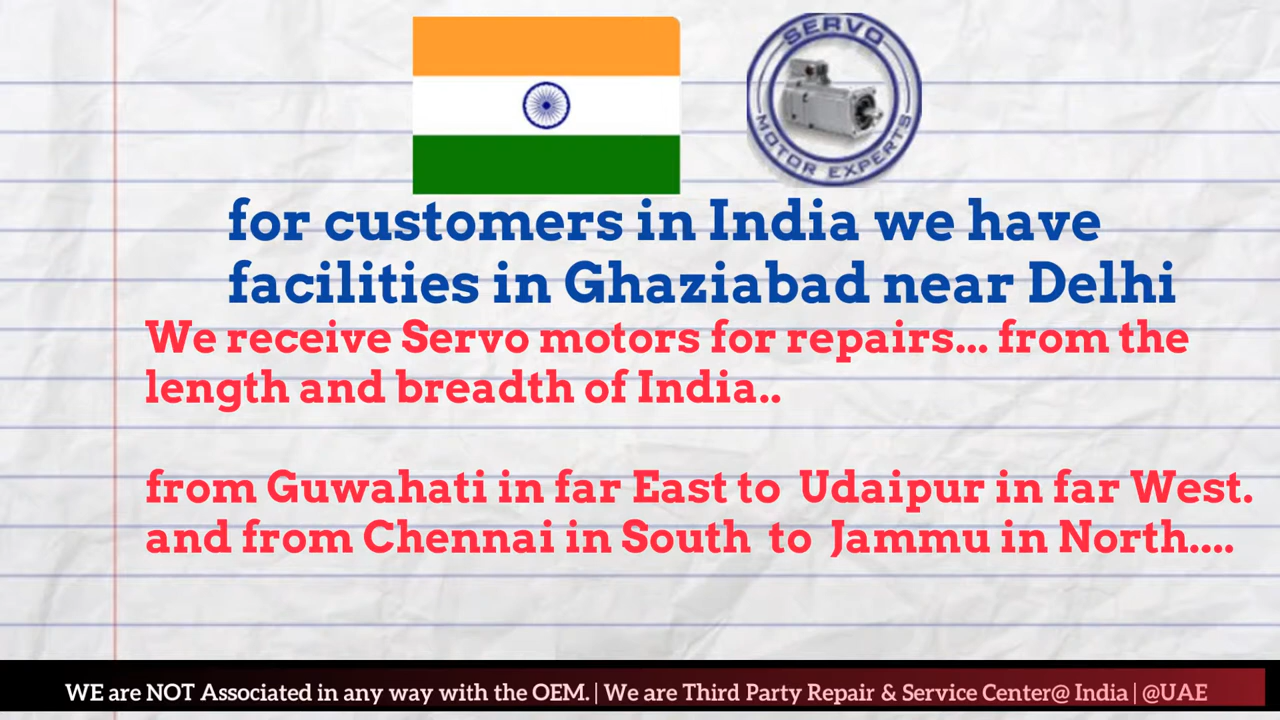 SERVO
MOTOR EXPERTS
for customers in India we have
facilities in Ghaziabad near Delhi
We receive Servo motors for repairs... from the
length and breadth of India..
from Guwahati in far East to Udaipur in far West.
and from Chennai in South to Jammu in North....
WE are NOT Associated in any way with the OEM. | We are Third Party Repair & Service Center@ India | @UAE